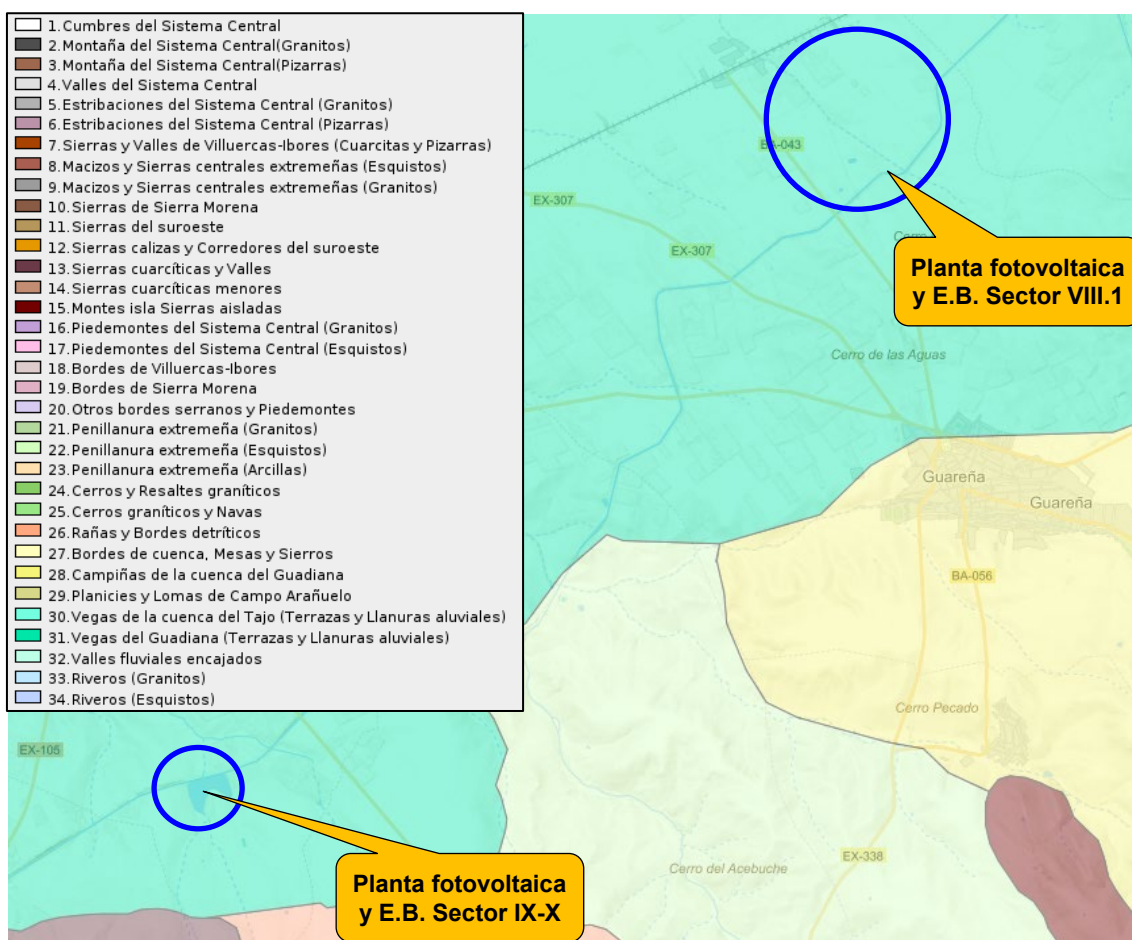 1.Cumbres del Sistema Central
2.Montaña del Sistema Central(Granitos)
3.Montaña del Sistema Central(Pizarras)
4.Valles del Sistema Central
5.Estribaciones del Sistema Central (Granitos)
6.Estribaciones del Sistema Central (Pizarras)
7.Sierras y Valles de Villuercas-Ibores (Cuarcitas y Pizarras)
8.Macizos y Sierras centrales extremeñas (Esquistos)
9.Macizos y Sierras centrales extremeñas (Granitos)
10.Sierras de Sierra Morena
11.Sierras del suroeste
12.Sierras calizas y Corredores del suroeste
13.Sierras cuarcíticas y Valles
14.Sierras cuarcíticas menores
15.Montes isla Sierras aisladas
16.Piedemontes del Sistema Central (Granitos)
17.Piedemontes del Sistema Central (Esquistos)
18.Bordes de Villuercas-Ibores
19.Bordes de Sierra Morena
20.Otros bordes serranos y Piedemontes
21.Penillanura extremeña (Granitos)
22.Penillanura extremeña (Esquistos)
23.Penillanura extremeña (Arcillas)
24.Cerros y Resaltes graníticos
25.Cerros graníticos y Navas
26.Rañas y Bordes detríticos
27.Bordes de cuenca, Mesas y Sierros
28.Campiñas de la cuenca del Guadiana
29.Planicies y Lomas de Campo Arañuelo
30.Vegas de la cuenca del Tajo (Terrazas y Llanuras aluviales)
31.Vegas del Guadiana (Terrazas y Llanuras aluviales)
32.Valles fluviales encajados
33.Riveros (Granitos)
34.Riveros (Esquistos)
BA-043
EX-307
EX-307
Cerro
Planta fotovoltaica
y E.B. Sector VIII.1
Cerro de las Aguas
Guareña
Guareña
BA-056
Cerro Pecado
EX-105
EX-338
Cerro del Acebuche
Planta fotovoltaica
y E.B. Sector IX-X